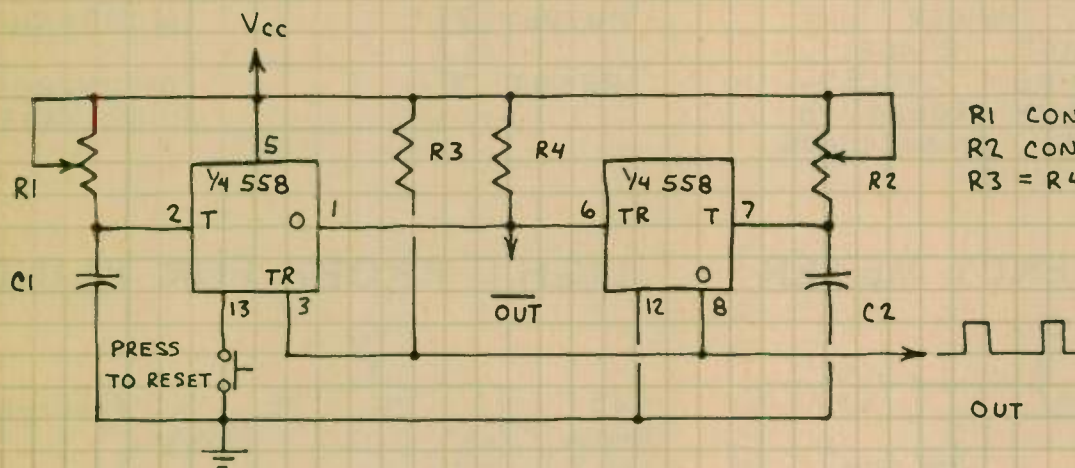 Vcc
R1 CON
R2 CON
R3 = R4
5
R3
R4
1/4 558
1/4 558
R1
R2
2
T
O
1
6
TR
T
7
C1
TR
O
OUT
13
3
12
8
C2
PRESS
TO RESET
OUT